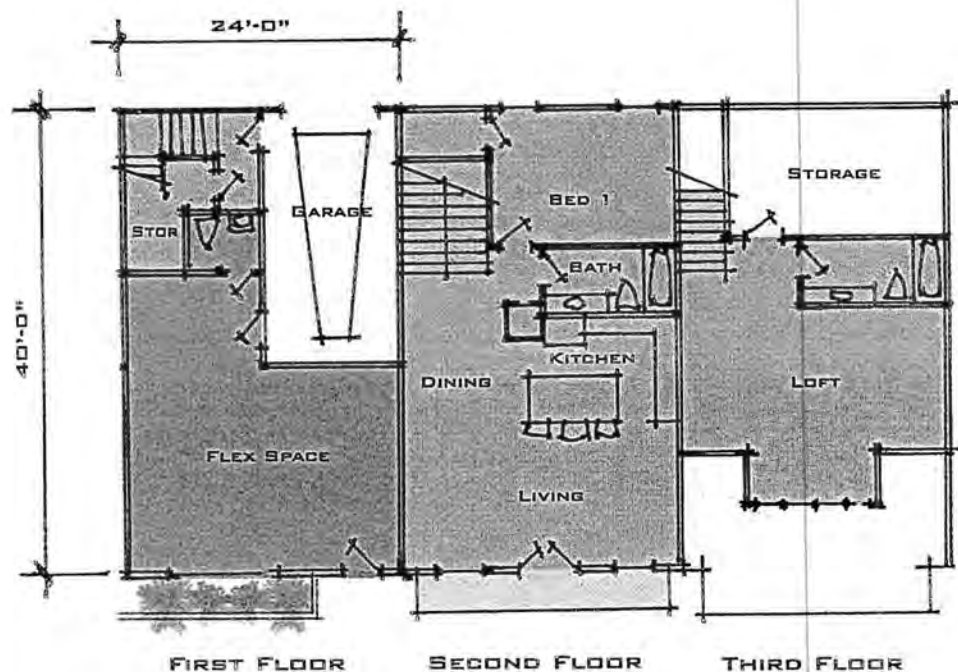 24'-0"
40'-0"
STOR
GARAGE
FLEX SPACE
BED 1
BATH
KITCHEN
DINING
LIVING
STORAGE
LOFT
FIRST FLOOR
SECOND FLOOR
THIRD FLOOR